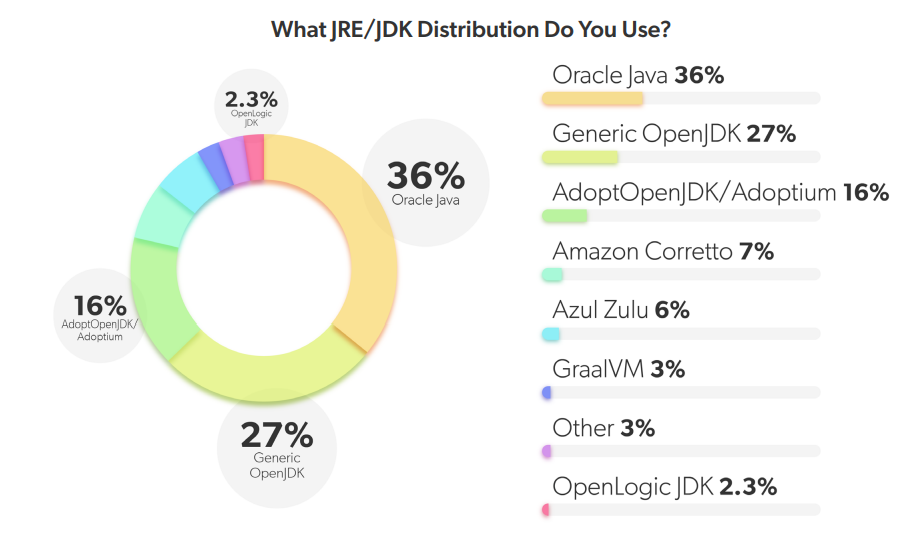 What JRE/JDK Distribution Do You Use?
2.3%
OpenLogic
JDK
36%
Oracle Java
16%
AdoptOpenJDK/
Adoptium
27%
Generic
OpenJDK
Oracle Java 36%
Generic OpenJDK 27%
AdoptOpenJDK/Adoptium 16%
Amazon Corretto 7%
Azul Zulu 6%
GraalVM 3%
Other 3%
OpenLogic JDK 2.3%